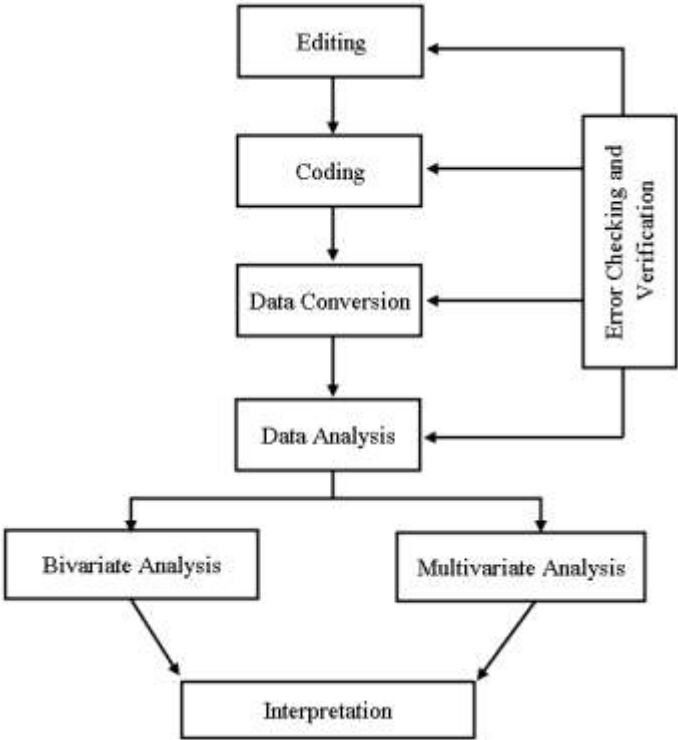 Editing
Coding
Data Conversion
Data Analysis
Error Checking and
Verification
Bivariate Analysis
Multivariate Analysis
Interpretation